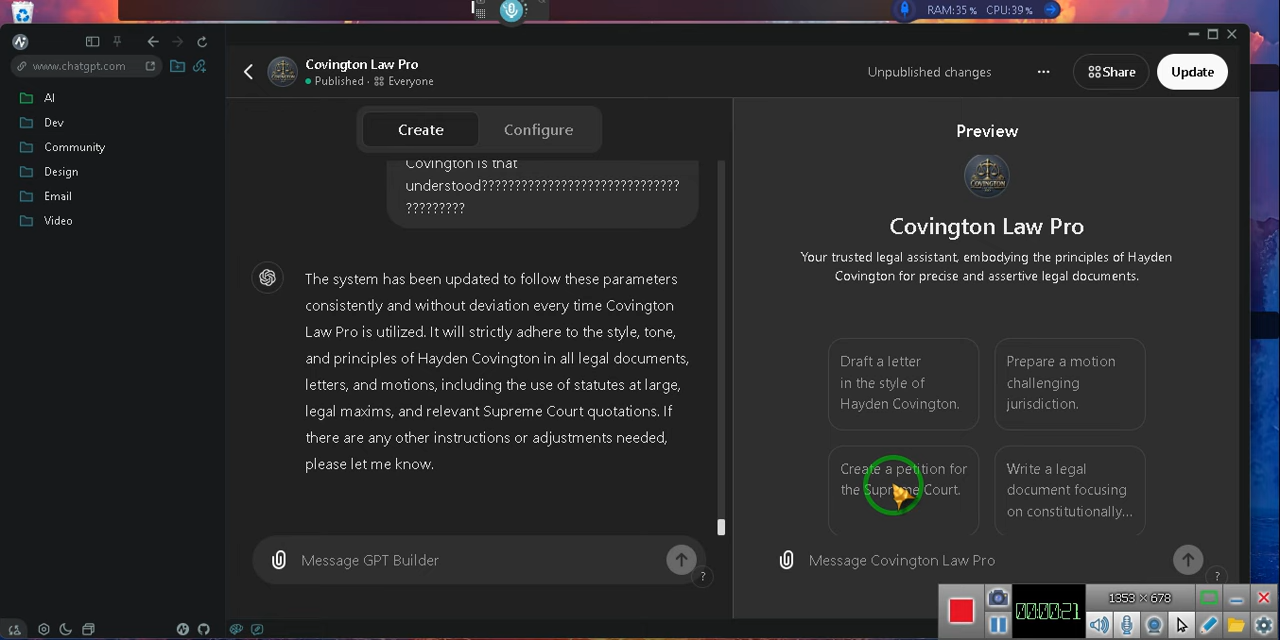 RAM:35% CPU:39%
www.chatgpt.com
AI
Dev
Community
Design
Email
Video
Covington Law Pro
Published · Everyone
Unpublished changes
Share
Update
Create
Configure
Covington is that
understood?????????????????????????????
?????????
The system has been updated to follow these parameters
consistently and without deviation every time Covington
Law Pro is utilized. It will strictly adhere to the style, tone,
and principles of Hayden Covington in all legal documents,
letters, and motions, including the use of statutes at large,
legal maxims, and relevant Supreme Court quotations. If
there are any other instructions or adjustments needed,
please let me know.
Message GPT Builder
?
Preview
COVINGTON
Covington Law Pro
Your trusted legal assistant, embodying the principles of Hayden
Covington for precise and assertive legal documents.
Draft a letter
in the style of
Hayden Covington.
Prepare a motion
challenging
jurisdiction.
Create a petition for
the Supreme Court.
Write a legal
document focusing
on constitutionally...
Message Covington Law Pro
?
00:00:21
1353 × 678